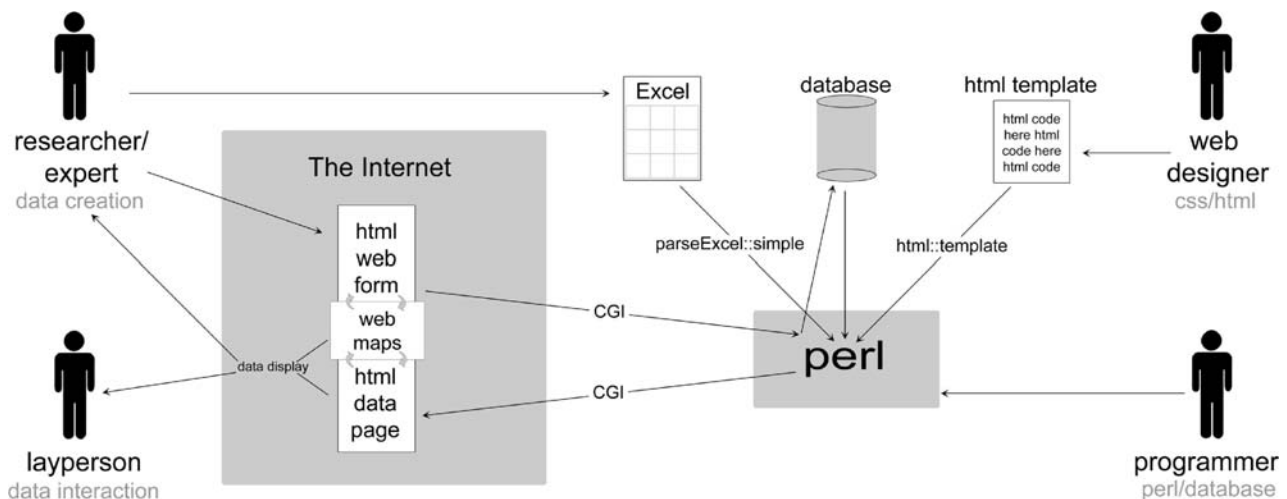 researcher/
expert
data creation
layperson
data interaction
The Internet
html
web
form
web
maps
html
data
page
data display
CGI
CGI
Excel
database
html template
html code
here html
code here
html code
parseExcel::simple
html::template
perl
web
designer
css/html
programmer
perl/database